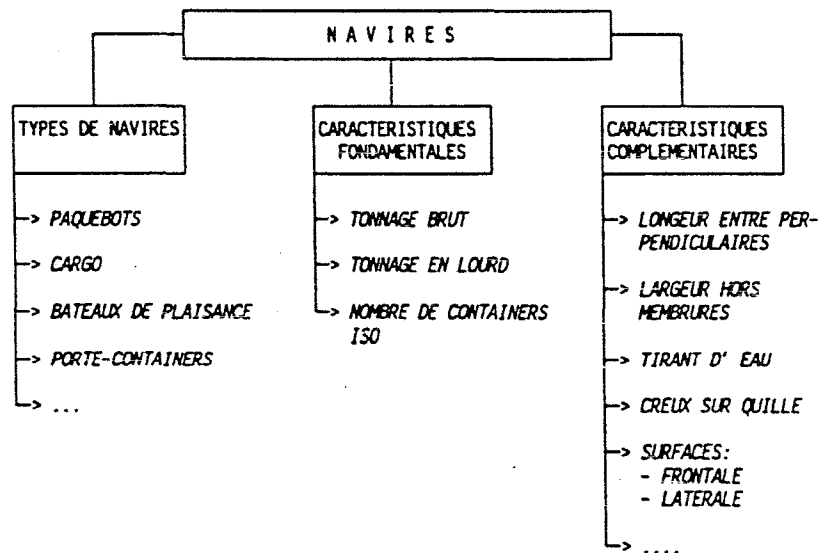 N A V I R E S
TYPES DE NAVIRES
-> PAQUEBOTS
-> CARGO
-> BATEAUX DE PLAISANCE
-> PORTE-CONTAINERS
-> ...
CARACTERISTIQUES
FONDAMENTALES
-> TONNAGE BRUT
-> TONNAGE EN LOURD
-> NOMBRE DE CONTAINERS
ISO
CARACTERISTIQUES
COMPLEMENTAIRES
-> LONGEUR ENTRE PER-
PENDICULAIRES
-> LARGEUR HORS
MEMBRURES
-> TIRANT D' EAU
-> CREUX SUR QUILLE
-> SURFACES:
- FRONTALE
- LATERALE
-> ....